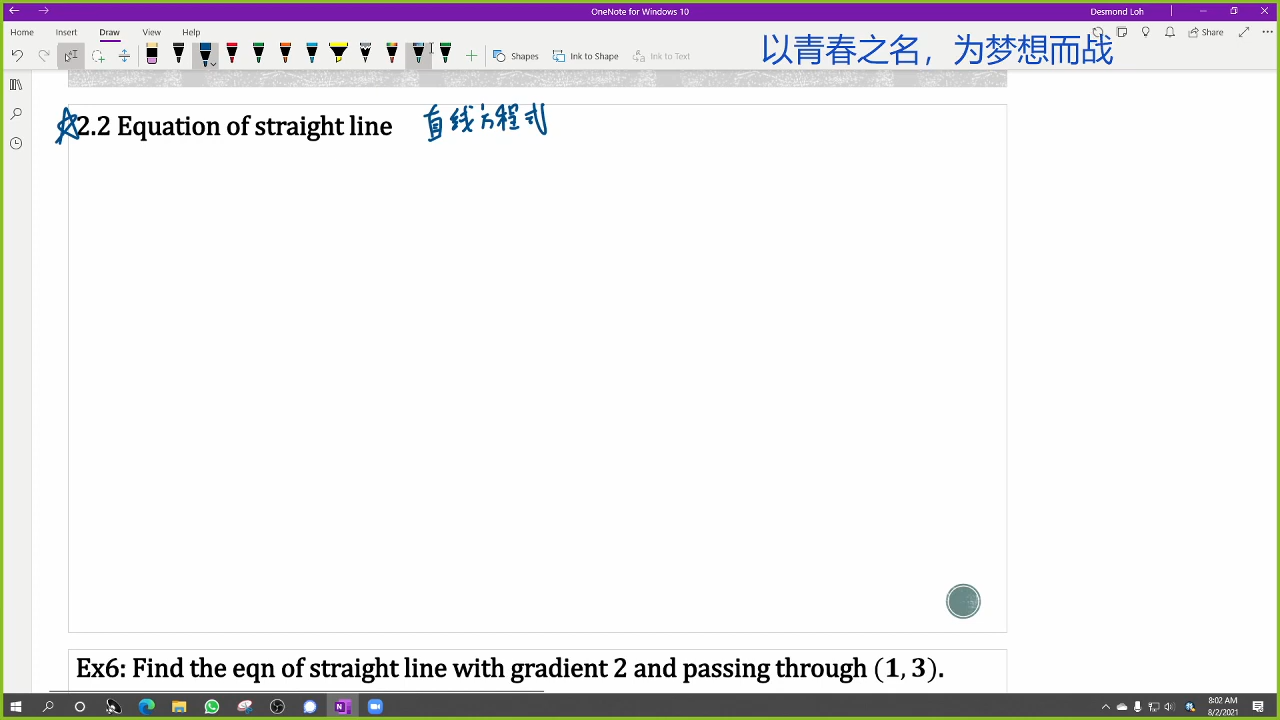 OneNote for Windows 10
Desmond Loh
Home Insert Draw View Help
Shapes Ink to Shape Ink to Text Share
以青春之名，为梦想而战
2.2 Equation of straight line 直线方程式
Ex6: Find the eqn of straight line with gradient 2 and passing through (1, 3).
8:02 AM
8/2/2021